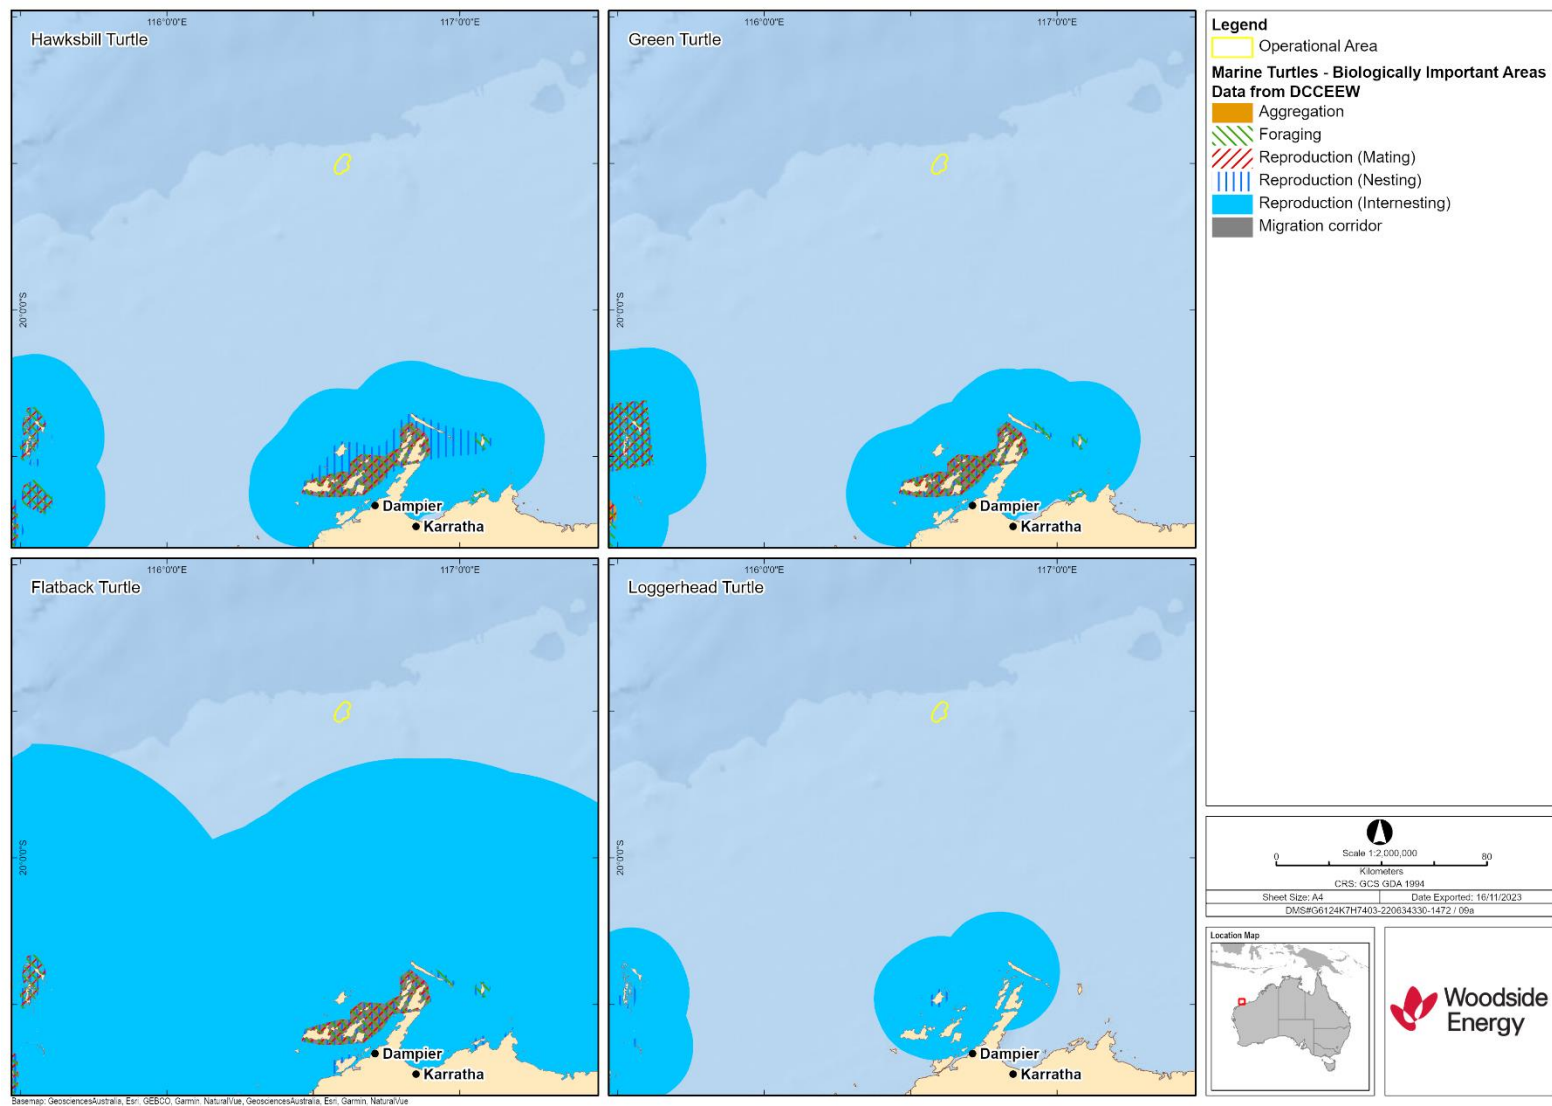 116°0'0"E
117°0'0"E
Hawksbill Turtle
20°0'0"S
Dampier
Karratha
116°0'0"E
117°0'0"E
Green Turtle
20°0'0"S
Dampier
Karratha
116°0'0"E
117°0'0"E
Flatback Turtle
20°0'0"S
Dampier
Karratha
116°0'0"E
117°0'0"E
Loggerhead Turtle
20°0'0"S
Dampier
Karratha
Basemap: GeosciencesAustralia, Esri, GEBCO, Garmin, NaturalVue, GeosciencesAustralia, Esri, Garmin, NaturalVue
Legend
Operational Area
Marine Turtles - Biologically Important Areas
Data from DCCEEW
Aggregation
Foraging
Reproduction (Mating)
Reproduction (Nesting)
Reproduction (Internesting)
Migration corridor
Scale 1:2,000,000
0 80
Kilometers
CRS: GCS GDA 1994
Sheet Size: A4 Date Exported: 16/11/2023
DMS#G6124K7H7403-220634330-1472 / 09a
Location Map
Woodside
Energy